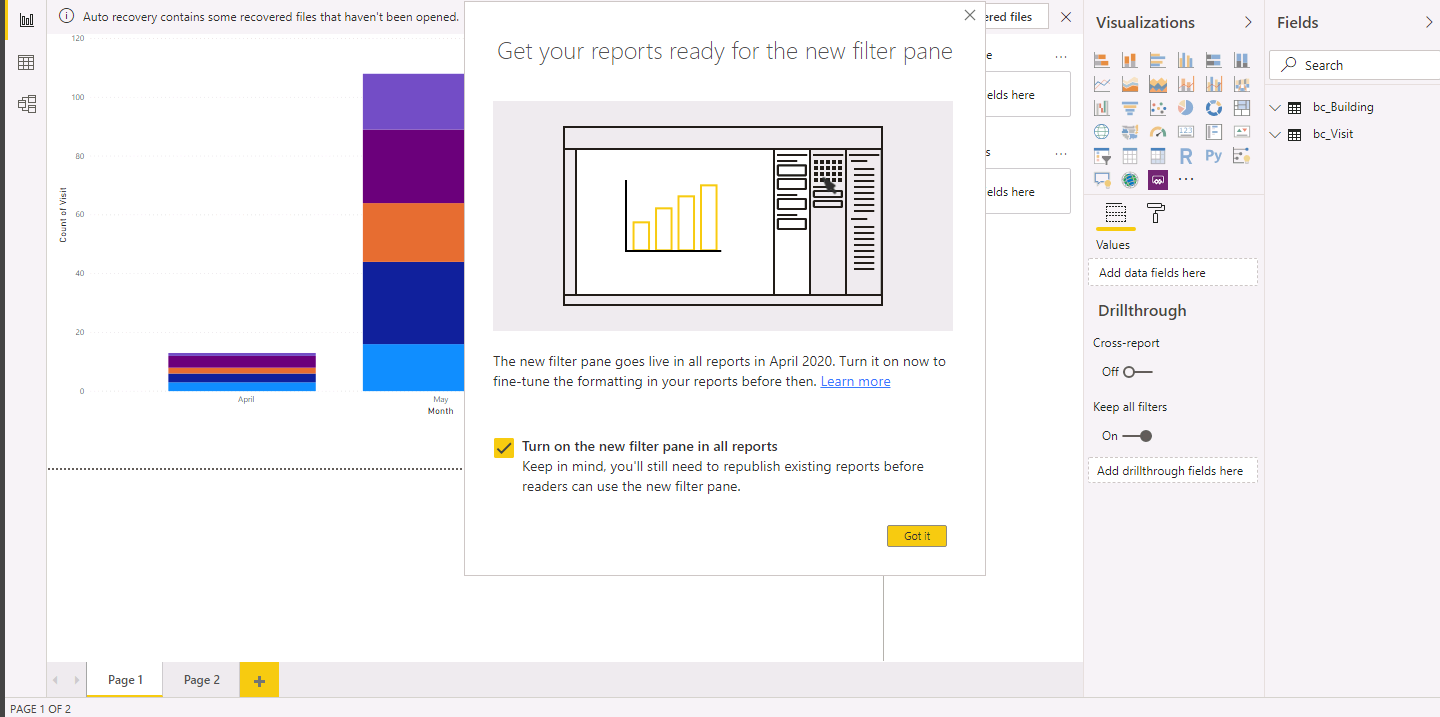 Auto recovery contains some recovered files that haven't been opened.
ered files
120
100
80
60
40
20
0
Count of Visit
April
May
Month
Get your reports ready for the new filter pane
The new filter pane goes live in all reports in April 2020. Turn it on now to
fine-tune the formatting in your reports before then. Learn more
Turn on the new filter pane in all reports
Keep in mind, you'll still need to republish existing reports before
readers can use the new filter pane.
Got it
e
...
elds here
s
...
elds here
Visualizations
123
R
Py
...
Values
Add data fields here
Drillthrough
Cross-report
Off
Keep all filters
On
Add drillthrough fields here
Fields
Search
bc_Building
bc_Visit
Page 1
Page 2
+
PAGE 1 OF 2